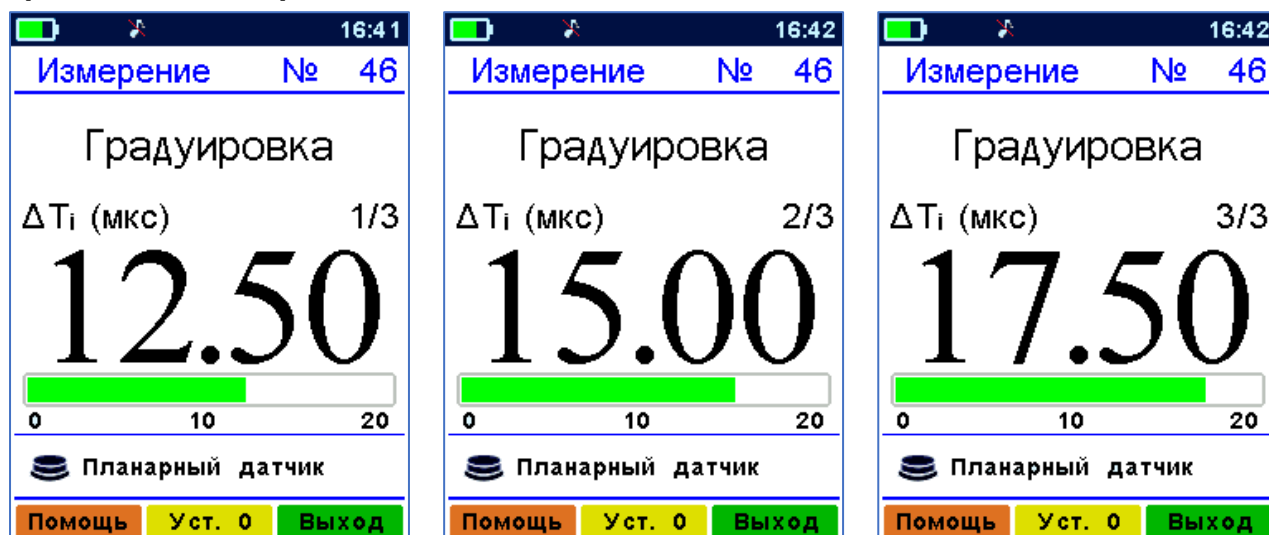 16:41
Измерение № 46
Градуировка
ΔTi (мкс) 1/3
12.50
0 10 20
Планарный датчик
Помощь Уст. 0 Выход
16:42
Измерение № 46
Градуировка
ΔTi (мкс) 2/3
15.00
0 10 20
Планарный датчик
Помощь Уст. 0 Выход
16:42
Измерение № 46
Градуировка
ΔTi (мкс) 3/3
17.50
0 10 20
Планарный датчик
Помощь Уст. 0 Выход